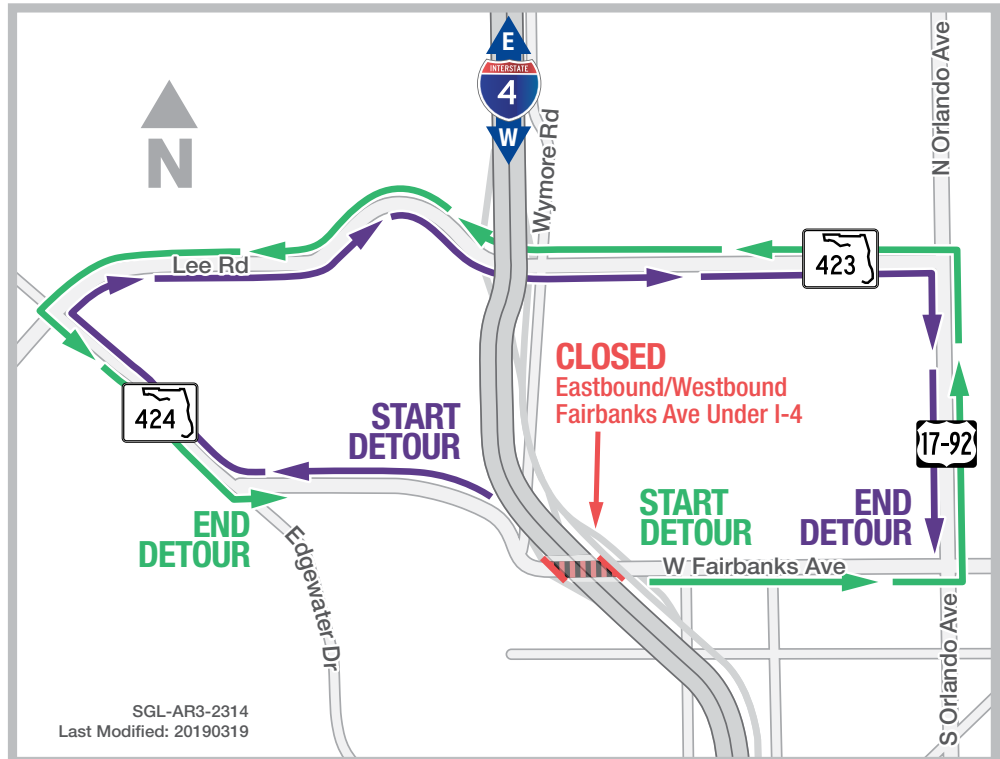 E
INTERSTATE
4
W
N
Wymore Rd
N Orlando Ave
Lee Rd
423
CLOSED
Eastbound/Westbound
Fairbanks Ave Under I-4
424
START
DETOUR
17-92
START
DETOUR
END
DETOUR
END
DETOUR
W Fairbanks Ave
Edgewater Dr
S Orlando Ave
SGL-AR3-2314
Last Modified: 20190319